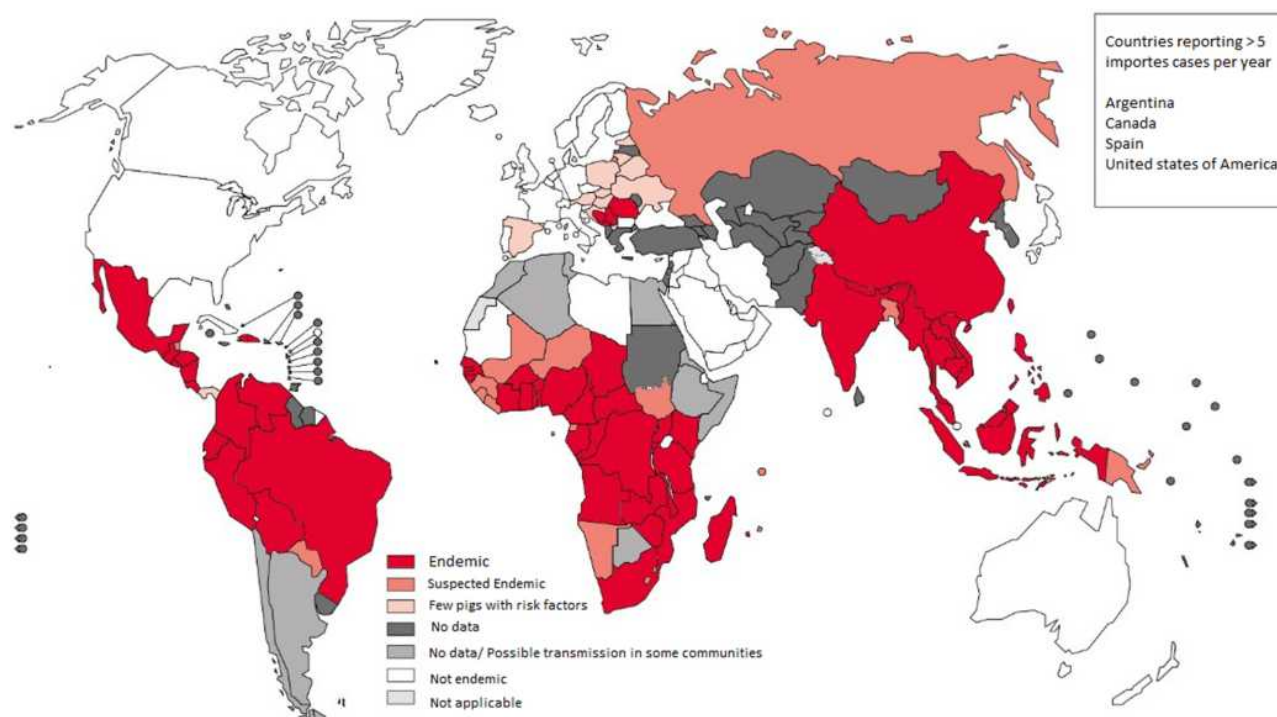 Countries reporting > 5
importes cases per year
Argentina
Canada
Spain
United states of America
Endemic
Suspected Endemic
Few pigs with risk factors
No data
No data/ Possible transmission in some communities
Not endemic
Not applicable